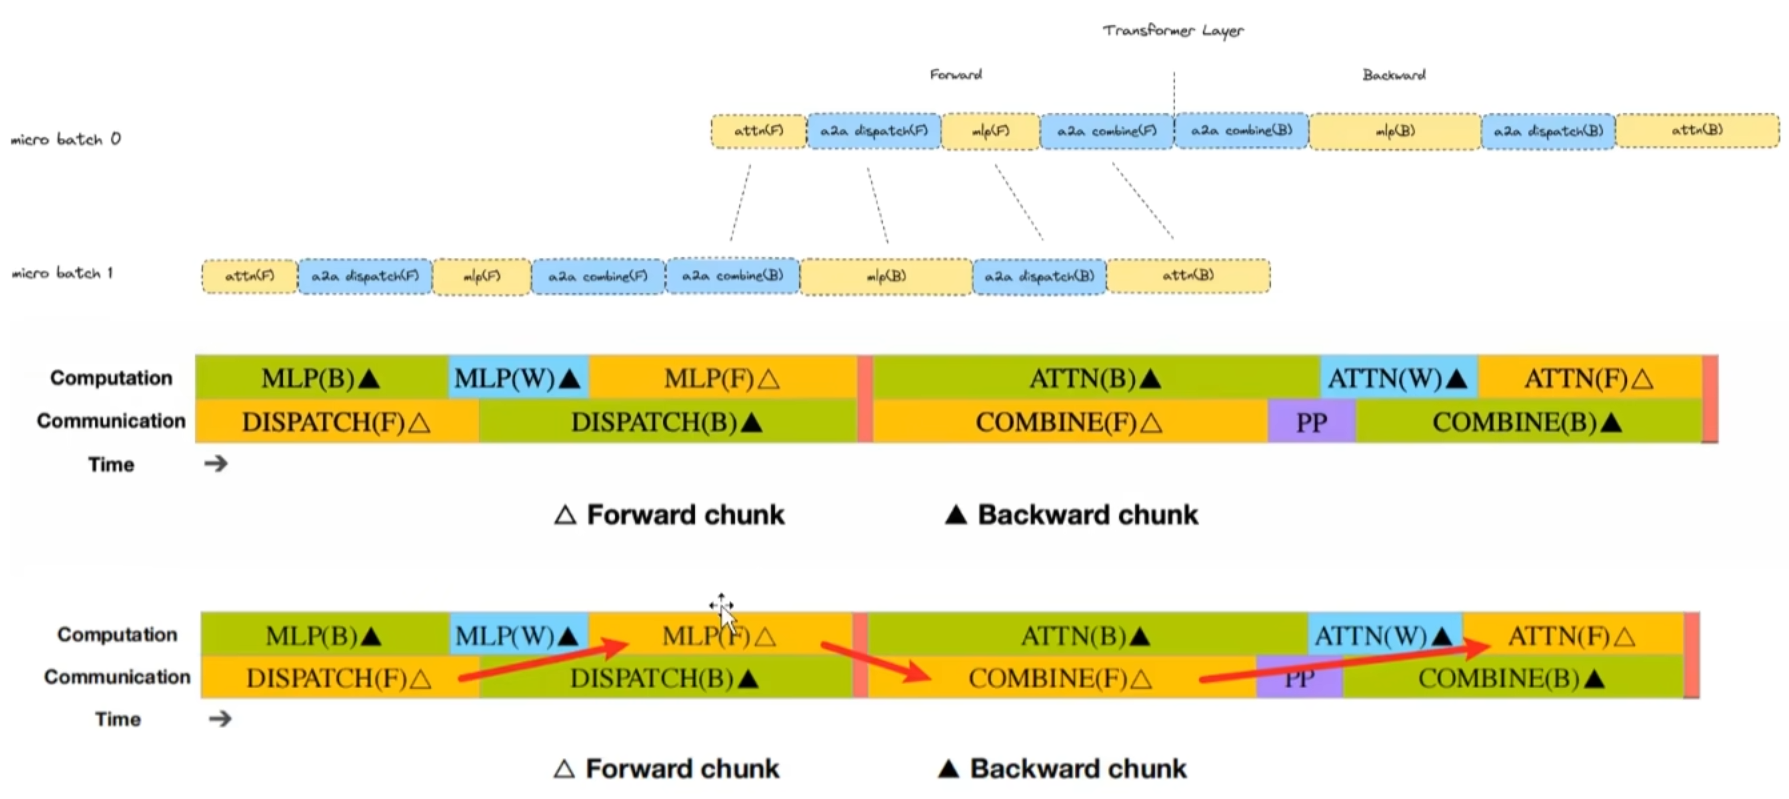 Transformer Layer
Forward Backward
micro batch 0 attn(F) a2a dispatch(F) mlp(F) a2a combine(F) a2a combine(B) mlp(B) a2a dispatch(B) attn(B)
micro batch 1 attn(F) a2a dispatch(F) mlp(F) a2a combine(F) a2a combine(B) mlp(B) a2a dispatch(B) attn(B)
Computation MLP(B)▲ MLP(W)▲ MLP(F)△ ATTN(B)▲ ATTN(W)▲ ATTN(F)△
Communication DISPATCH(F)△ DISPATCH(B)▲ COMBINE(F)△ PP COMBINE(B)▲
Time →
△ Forward chunk ▲ Backward chunk
Computation MLP(B)▲ MLP(W)▲ MLP(F)△ ATTN(B)▲ ATTN(W)▲ ATTN(F)△
Communication DISPATCH(F)△ DISPATCH(B)▲ COMBINE(F)△ PP COMBINE(B)▲
Time →
△ Forward chunk ▲ Backward chunk